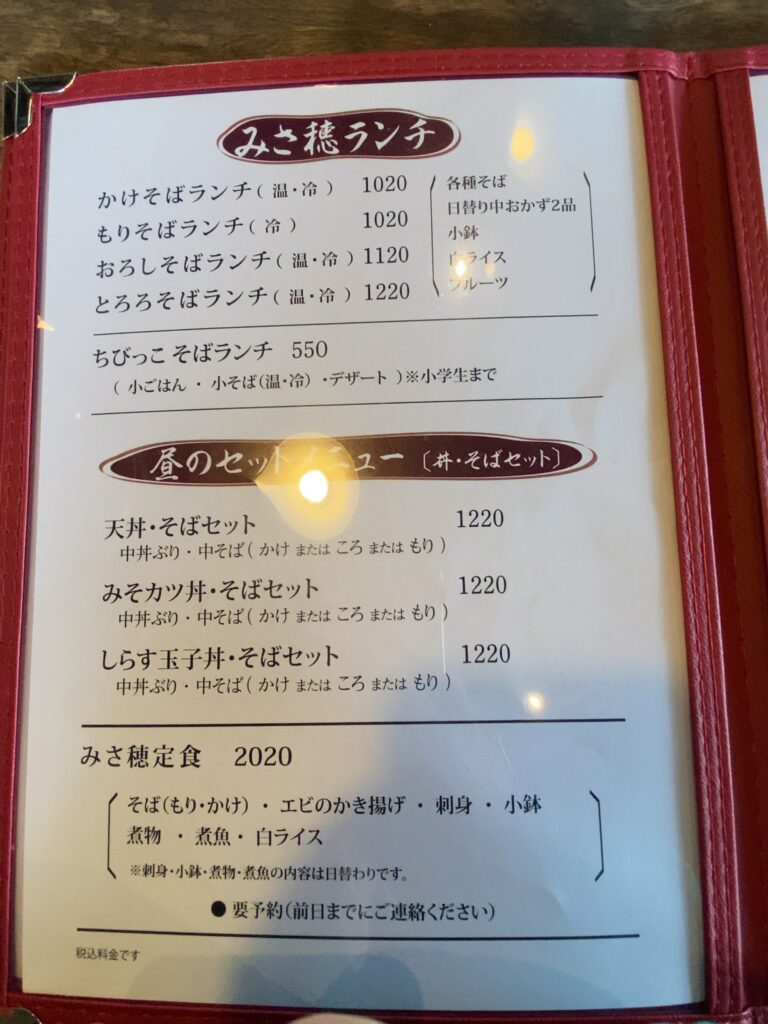 みさ穂ランチ
かけそばランチ( 温・冷 ) 1020
もりそばランチ( 冷 ) 1020
おろしそばランチ( 温・冷 ) 1120
とろろそばランチ( 温・冷 ) 1220
各種そば
日替り中おかず2品
小鉢
白ライス
フルーツ
ちびっこ そばランチ 550
( 小ごはん ・ 小そば(温・冷) ・デザート )※小学生まで
昼のセットメニュー〔丼・そばセット〕
天丼・そばセット 1220
中丼ぶり・中そば( かけ または ころ または もり )
みそカツ丼・そばセット 1220
中丼ぶり・中そば( かけ または ころ または もり )
しらす玉子丼・そばセット 1220
中丼ぶり・中そば( かけ または ころ または もり )
みさ穂定食 2020
そば(もり・かけ) ・ エビのかき揚げ ・ 刺身 ・ 小鉢
煮物 ・ 煮魚・ 白ライス
※刺身・小鉢・煮物・煮魚の内容は日替わりです。
● 要予約(前日までにご連絡ください)
税込料金です